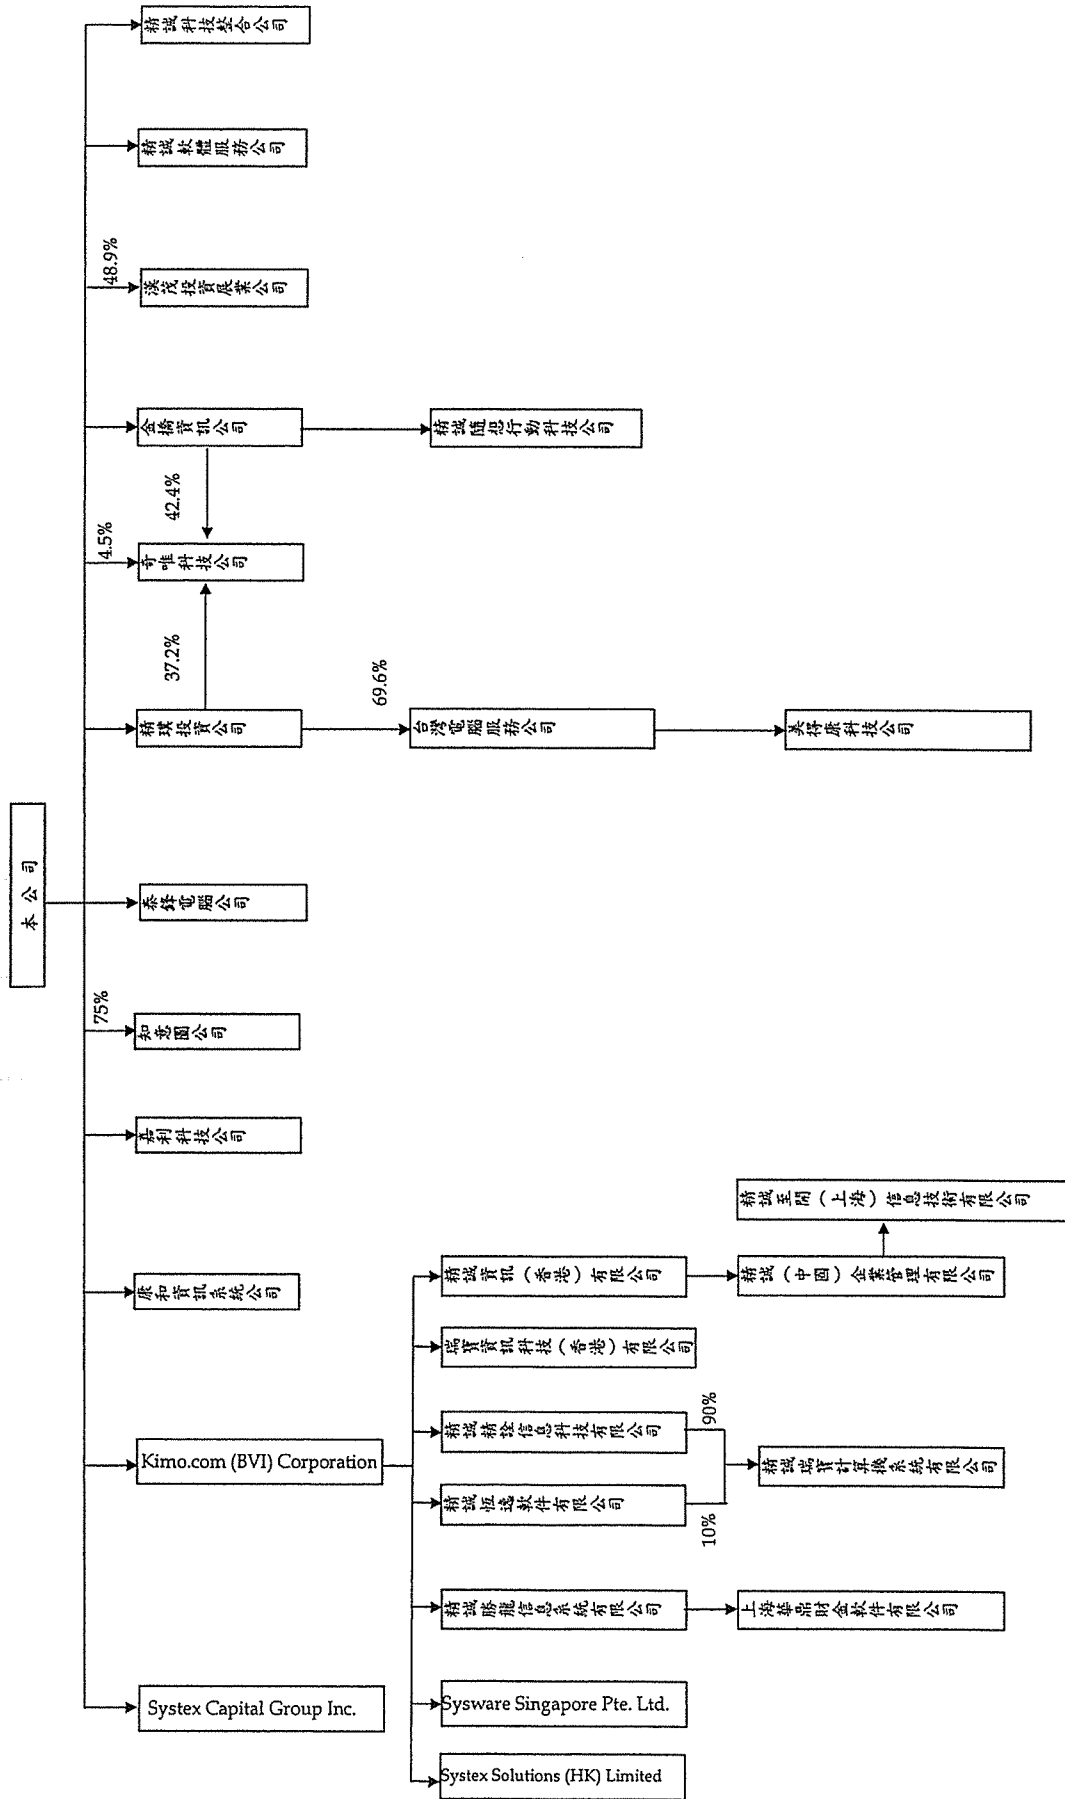 本公司
精誠科技整合公司
精誠軟體服務公司
48.9%
漢茂投資展業公司
金橋資訊公司
精誠隨想行動科技公司
42.4%
4.5%
奇唯科技公司
37.2%
精璞投資公司
69.6%
台灣電腦服務公司
美得康科技公司
泰鋒電腦公司
75%
知意圖公司
嘉利科技公司
康和資訊系統公司
Kimo.com (BVI) Corporation
Systex Capital Group Inc.
精誠資訊（香港）有限公司
精誠（中國）企業管理有限公司
精誠至開（上海）信息技術有限公司
瑞寶資訊科技（香港）有限公司
精誠精詮信息科技有限公司
90%
精誠瑞寶計算機系統有限公司
精誠恆逸軟件有限公司
10%
精誠勝龍信息系統有限公司
上海華鼎財金軟件有限公司
Sysware Singapore Pte. Ltd.
Systex Solutions (HK) Limited